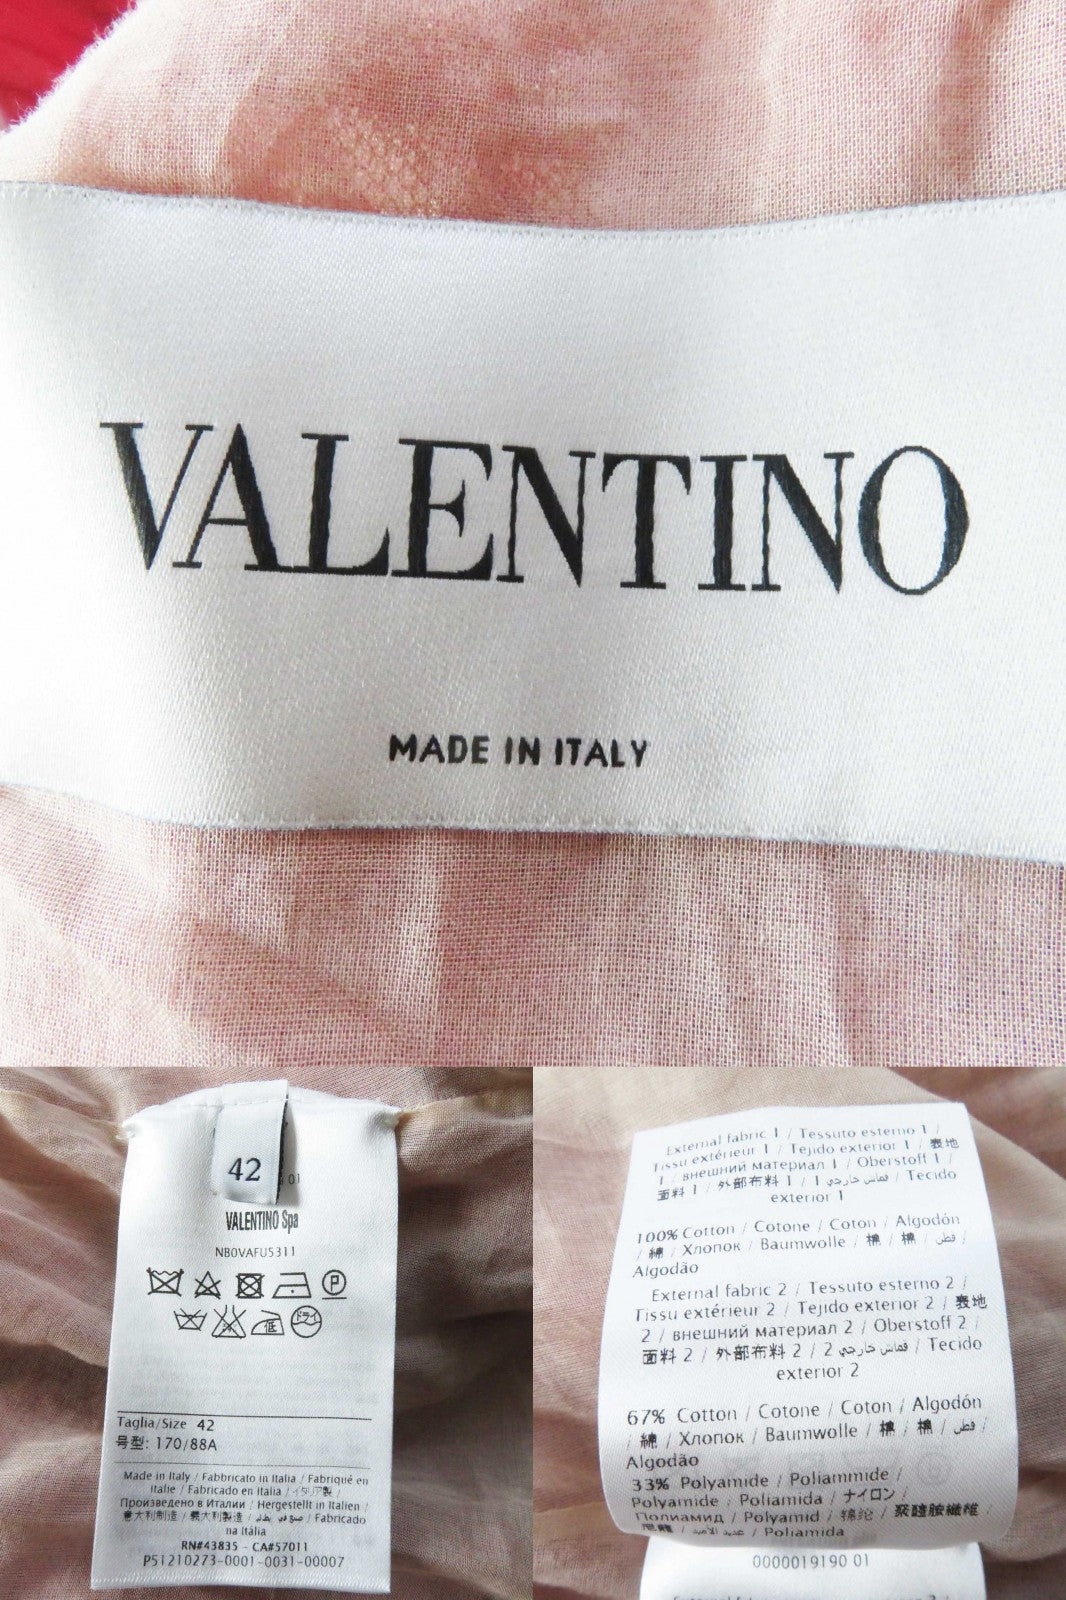 VALENTINO
MADE IN ITALY
42
01
VALENTINO Spa
NB0VAFU5311
P
ドライ
低
Taglia/Size 42
号型: 170/88A
Made in Italy / Fabbricato in Italia / Fabriqué en
Italie / Fabricado en Italia / イタリア製 /
Произведено в Италии / Hergestellt in Italien /
意大利制造 / 義大利製造 / صنع في إيطاليا / Fabricado
na Itália
RN#43835 - CA#57011
P51210273-0001-0031-00007
External fabric 1 / Tessuto esterno 1 /
Tissu extérieur 1 / Tejido exterior 1 / 表地
1 / внешний материал 1 / Oberstoff 1 /
面料 1 / 外部布料 1 / قماش خارجي 1 / Tecido
exterior 1
100% Cotton / Cotone / Coton / Algodón
/ 綿 / Хлопок / Baumwolle / 棉 / 棉 / قطن /
Algodão
External fabric 2 / Tessuto esterno 2 /
Tissu extérieur 2 / Tejido exterior 2 / 表地
2 / внешний материал 2 / Oberstoff 2 /
面料 2 / 外部布料 2 / قماش خارجي 2 / Tecido
exterior 2
67% Cotton / Cotone / Coton / Algodón
/ 綿 / Хлопок / Baumwolle / 棉 / 棉 / قطن /
Algodão
33% Polyamide / Poliammide /
Polyamide / Poliamida / ナイロン /
Полиамид / Polyamid / 锦纶 / 聚醯胺纖維
/ Poliamida
0000019190 01